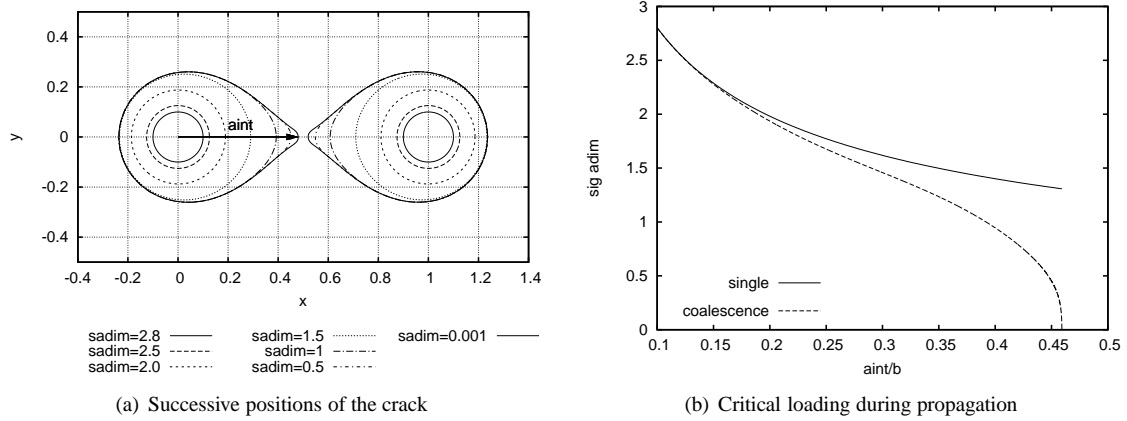 0.4
0.2
0
-0.2
-0.4
y
aint
-0.4 -0.2 0 0.2 0.4 0.6 0.8 1.0 1.2 1.4
x
sadim=2.8
sadim=2.5
sadim=2.0
sadim=1.5
sadim=1
sadim=0.5
sadim=0.001
(a) Successive positions of the crack
3
2.5
2
1.5
1
0.5
0
sig adim
single
coalescence
0.1 0.15 0.2 0.25 0.3 0.35 0.4 0.45 0.5
aint/b
(b) Critical loading during propagation